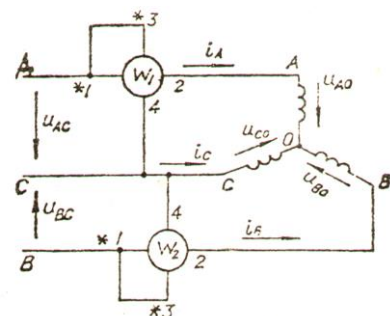 *3
A
i_A
A
W₁
*1
2
u_AO
4
u_AC
i_C
u_CO
O
C
C
B
u_BC
u_BO
4
*1
i_B
B
W₂
2
*3